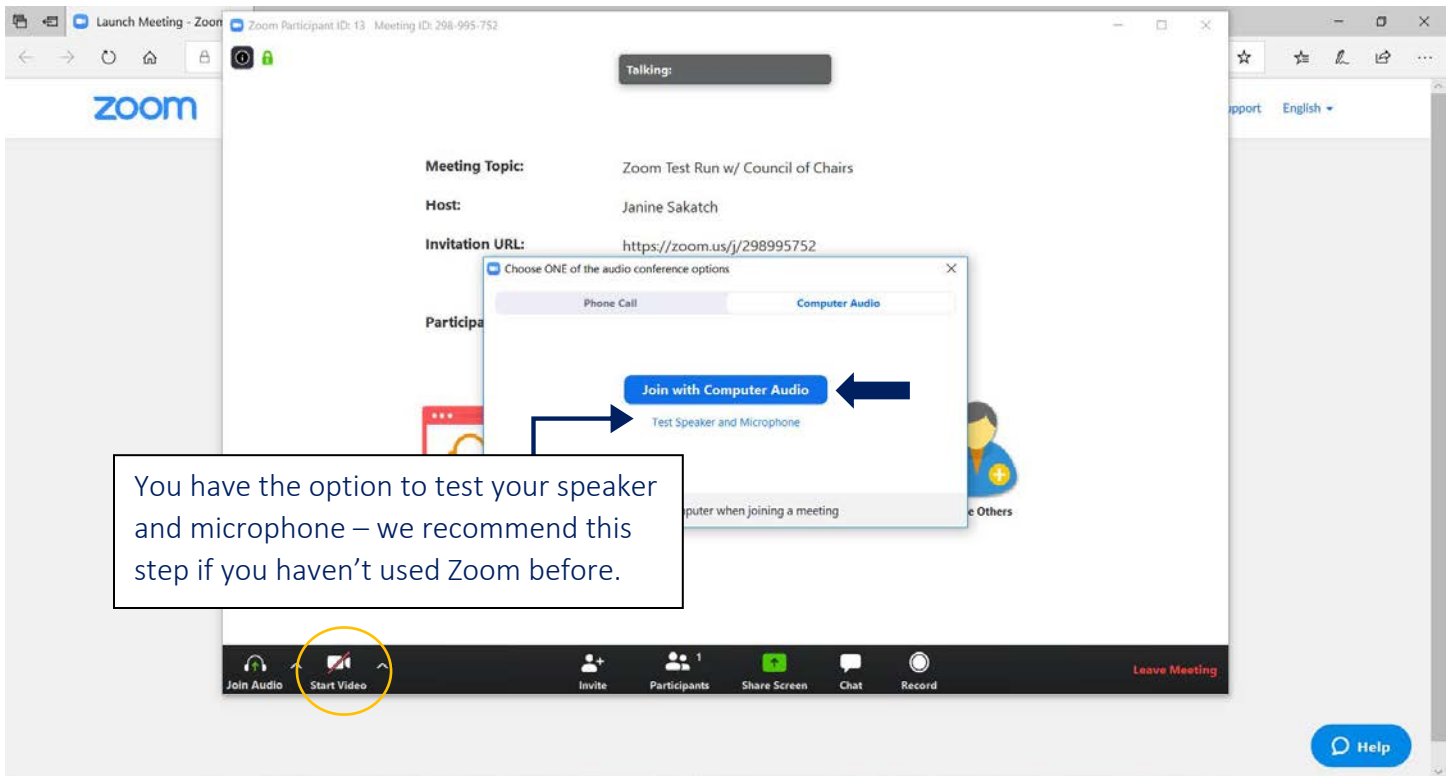 Launch Meeting - Zoom
Zoom Participant ID: 13 Meeting ID: 298-995-752
Talking:
zoom
English
Meeting Topic:
Zoom Test Run w/ Council of Chairs
Host:
Janine Sakatch
Invitation URL:
https://zoom.us/j/298995752
Choose ONE of the audio conference options
Phone Call
Computer Audio
Join with Computer Audio
Test Speaker and Microphone
when joining a meeting
Others
You have the option to test your speaker
and microphone – we recommend this
step if you haven’t used Zoom before.
Join Audio
Start Video
Invite
Participants
1
Share Screen
Chat
Record
Leave Meeting
Help